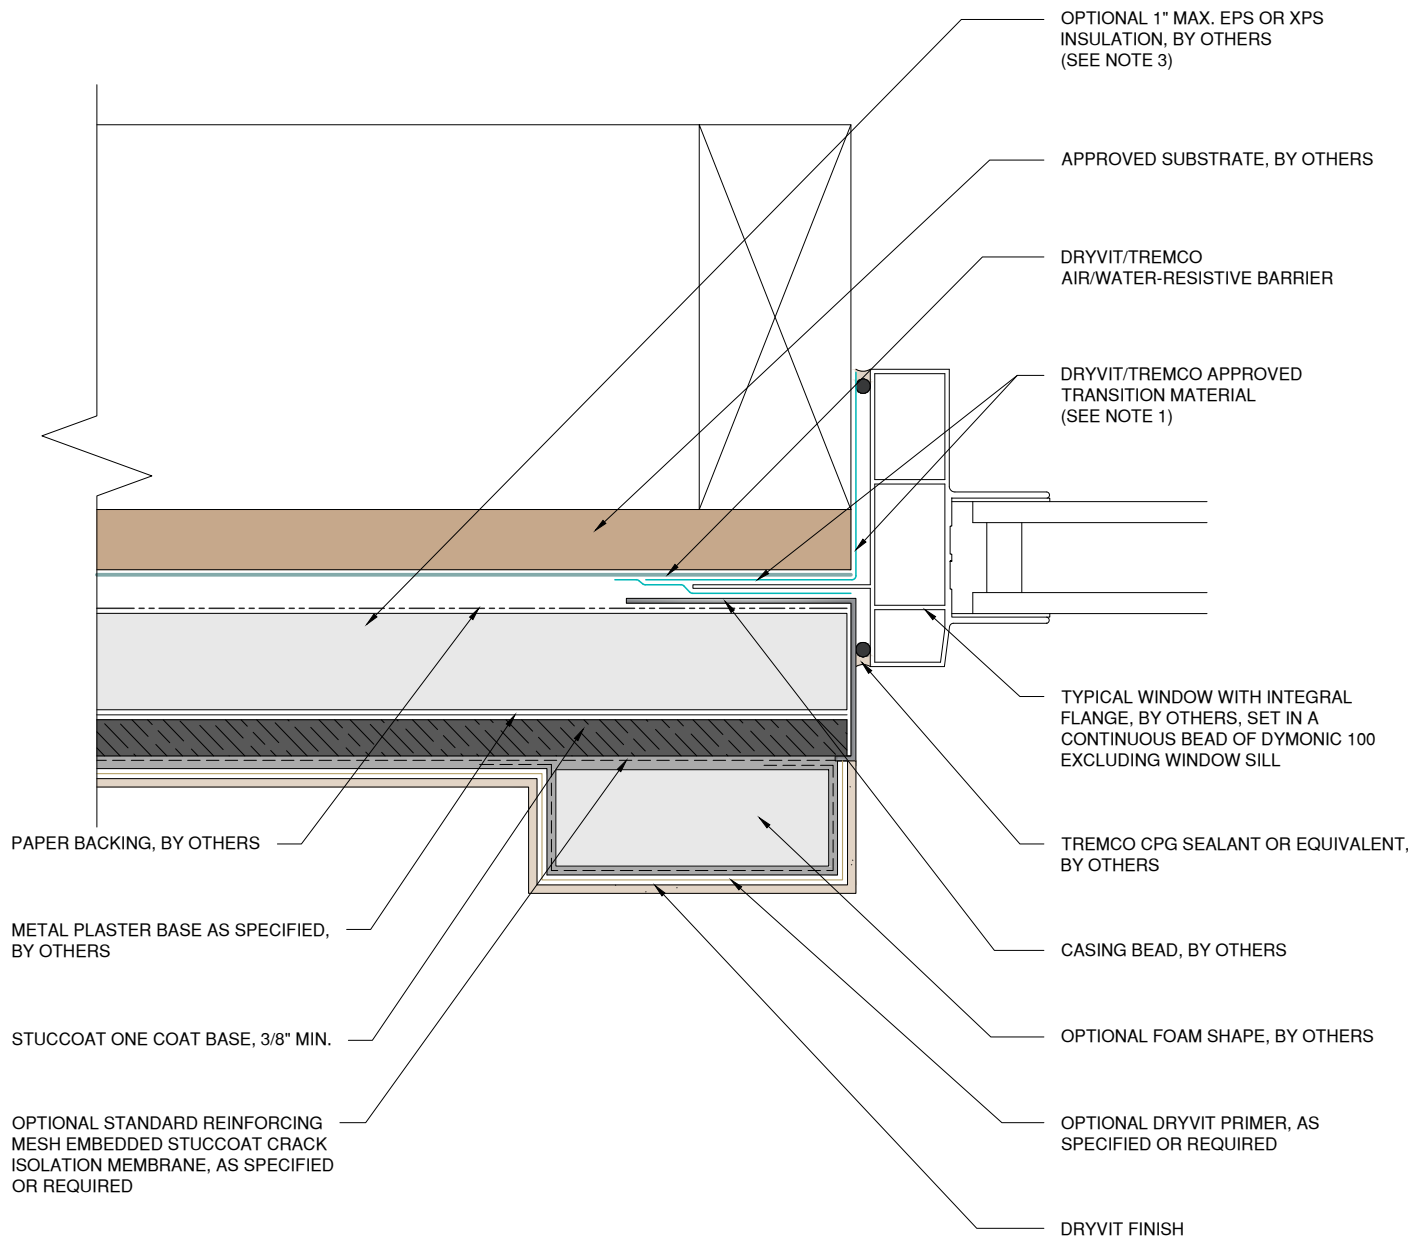 OPTIONAL 1" MAX. EPS OR XPS
INSULATION, BY OTHERS
(SEE NOTE 3)
APPROVED SUBSTRATE, BY OTHERS
DRYVIT/TREMCO
AIR/WATER-RESISTIVE BARRIER
DRYVIT/TREMCO APPROVED
TRANSITION MATERIAL
(SEE NOTE 1)
TYPICAL WINDOW WITH INTEGRAL
FLANGE, BY OTHERS, SET IN A
CONTINUOUS BEAD OF DYMONIC 100
EXCLUDING WINDOW SILL
TREMCO CPG SEALANT OR EQUIVALENT,
BY OTHERS
CASING BEAD, BY OTHERS
OPTIONAL FOAM SHAPE, BY OTHERS
OPTIONAL DRYVIT PRIMER, AS
SPECIFIED OR REQUIRED
DRYVIT FINISH
PAPER BACKING, BY OTHERS
METAL PLASTER BASE AS SPECIFIED,
BY OTHERS
STUCCOAT ONE COAT BASE, 3/8" MIN.
OPTIONAL STANDARD REINFORCING
MESH EMBEDDED STUCCOAT CRACK
ISOLATION MEMBRANE, AS SPECIFIED
OR REQUIRED